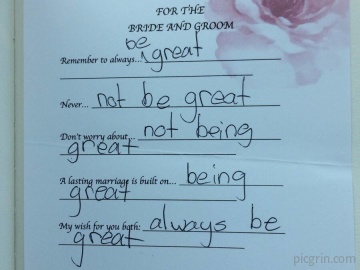 FOR THE
BRIDE AND GROOM
be
Remember to always... ^ great
Never... not be great
Don't worry about... not being
great
A lasting marriage is built on... being
great
My wish for you both: always be
great
picgrin.com